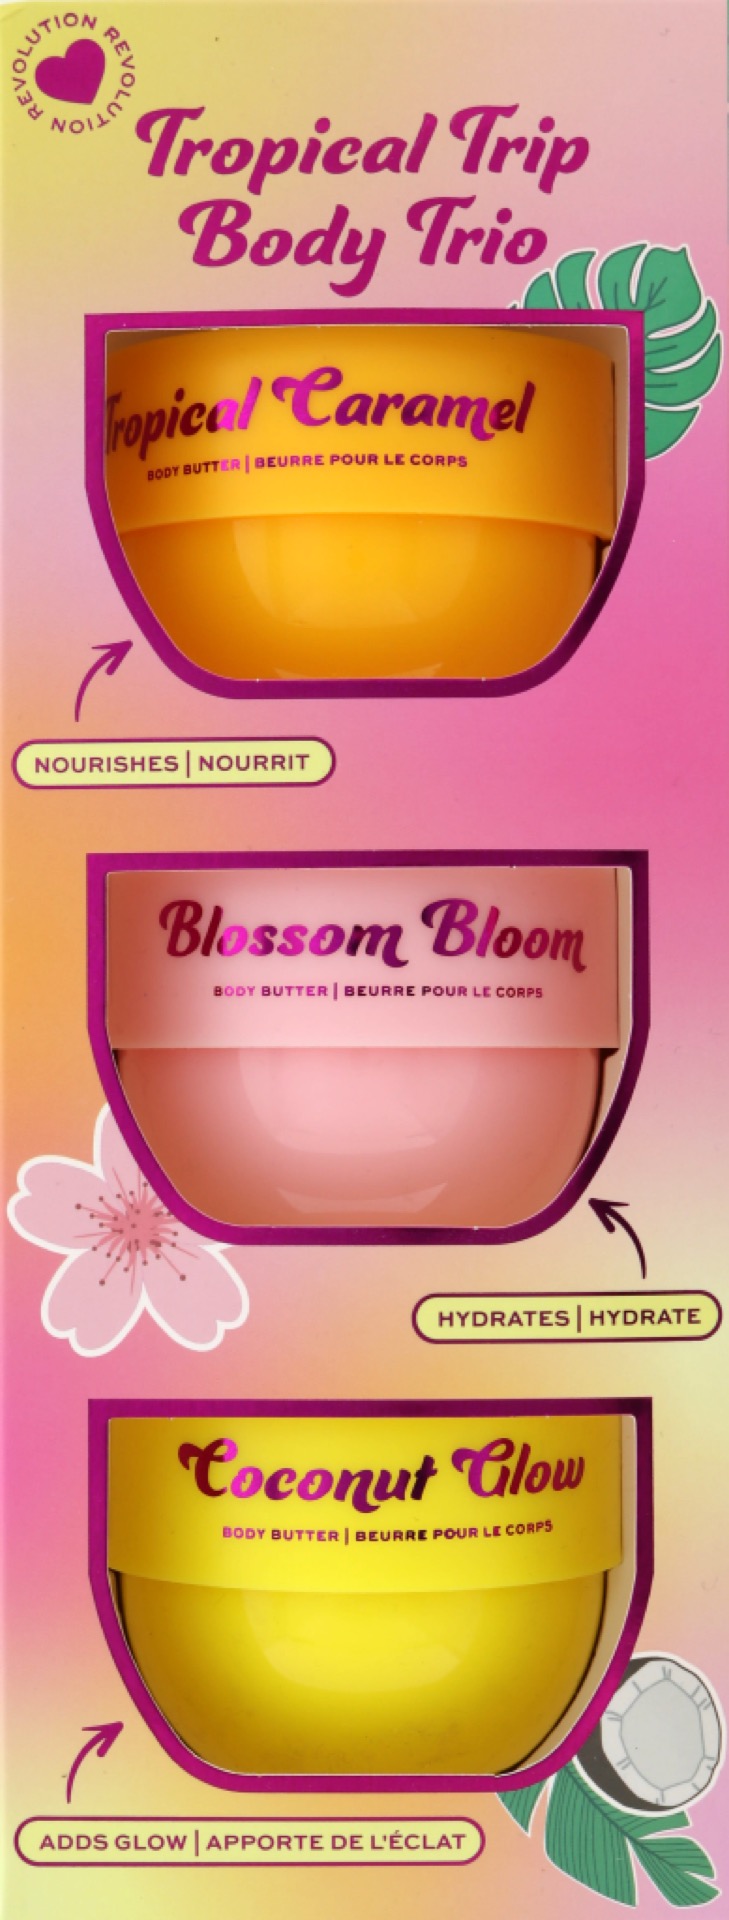 REVOLUTION REVOLUTION REVOLUTION
Tropical Trip
Body Trio
Tropical Caramel
BODY BUTTER | BEURRE POUR LE CORPS
NOURISHES | NOURRIT
Blossom Bloom
BODY BUTTER | BEURRE POUR LE CORPS
HYDRATES | HYDRATE
Coconut Glow
BODY BUTTER | BEURRE POUR LE CORPS
ADDS GLOW | APPORTE DE L'ÉCLAT